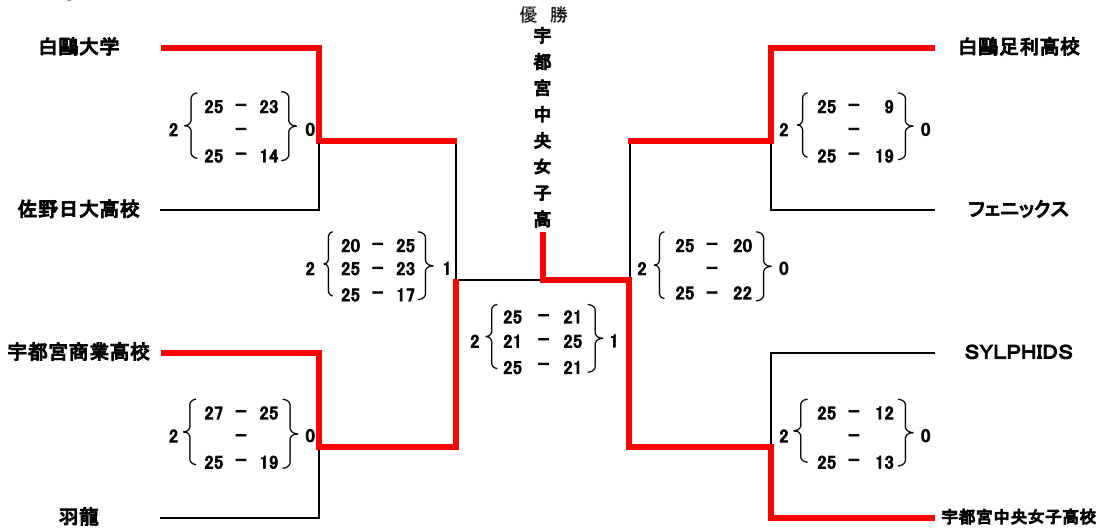 優 勝
宇都宮中央女子高
白鷗大学
白鷗足利高校
2 25 - 23 0
-
25 - 14
2 25 - 9 0
-
25 - 19
佐野日大高校
フェニックス
20 - 25
2 25 - 23 1
25 - 17
25 - 20
2 - 0
25 - 22
25 - 21
2 21 - 25 1
25 - 21
宇都宮商業高校
SYLPHIDS
27 - 25
2 - 0
25 - 19
25 - 12
2 - 0
25 - 13
羽龍
宇都宮中央女子高校